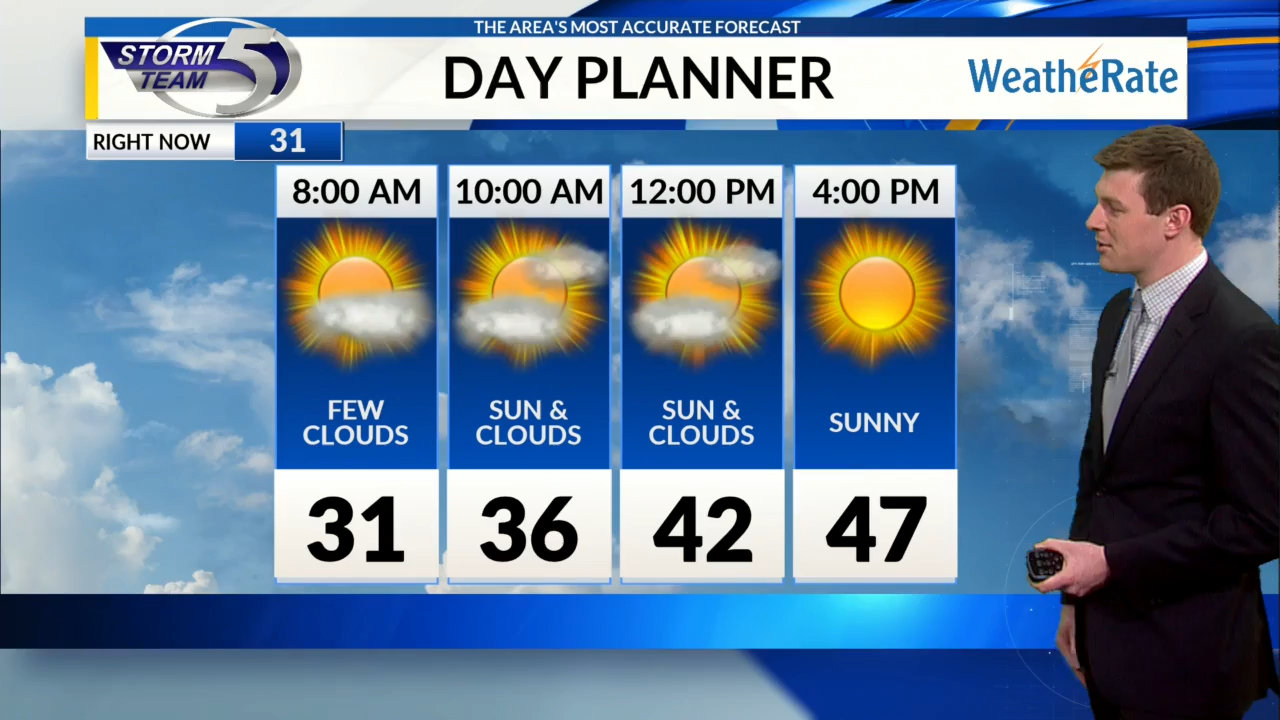 THE AREA'S MOST ACCURATE FORECAST
STORM TEAM 5
DAY PLANNER
WeatheRate
RIGHT NOW 31
8:00 AM 10:00 AM 12:00 PM 4:00 PM
FEW CLOUDS
SUN & CLOUDS
SUN & CLOUDS
SUNNY
31 36 42 47